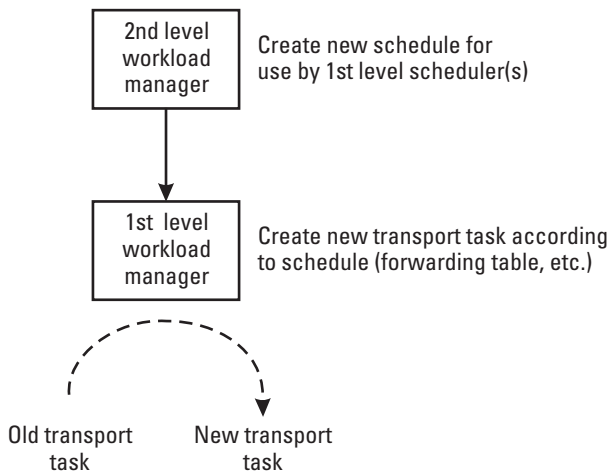 2nd level
workload
manager
Create new schedule for
use by 1st level scheduler(s)
1st level
workload
manager
Create new transport task according
to schedule (forwarding table, etc.)
Old transport
task
New transport
task